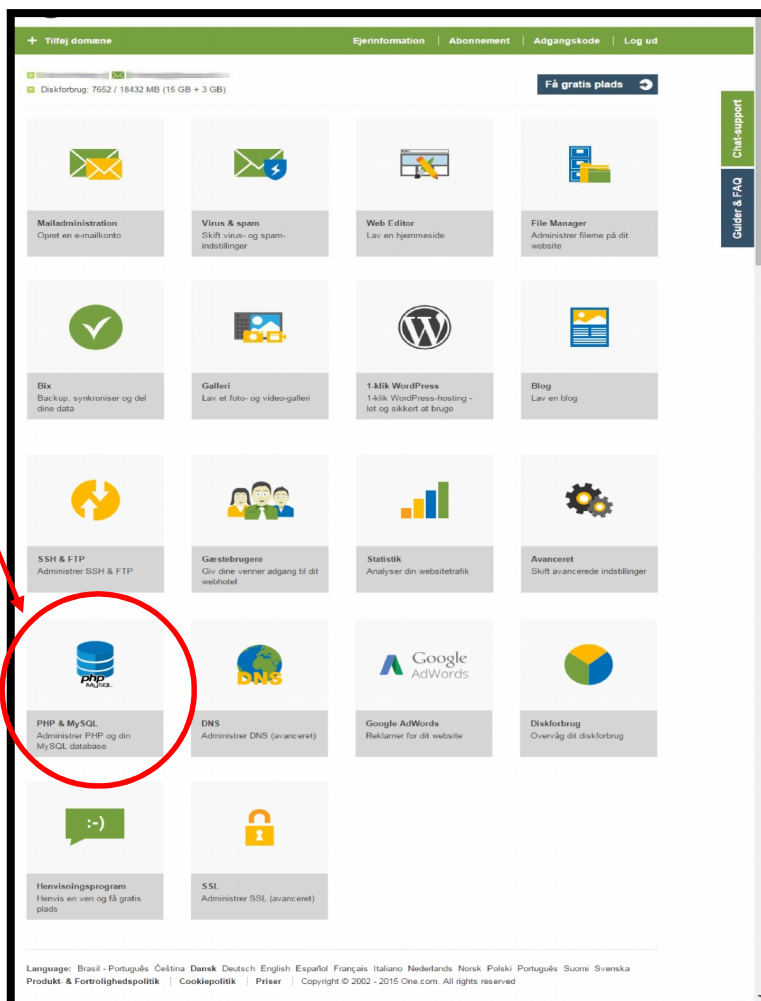 + Tilføj domæne Ejerinformation | Abonnement | Adgangskode | Log ud
Diskforbrug: 7652 / 18432 MB (15 GB + 3 GB)
Få gratis plads
Chat-support
Guider & FAQ
Mailadministration
Opret en e-mailkonto
Virus & spam
Skift virus- og spam-
indstillinger
Web Editor
Lav en hjemmeside
File Manager
Administrer filerne på dit
website
Bix
Backup, synkroniser og del
dine data
Galleri
Lav et foto- og video-galleri
1-klik WordPress
1-klik WordPress-hosting -
let og sikkert at bruge
Blog
Lav en blog
SSH & FTP
Administrer SSH & FTP
Gæstebrugere
Giv dine venner adgang til dit
webhotel
Statistik
Analyser din websitetrafik
Avanceret
Skift avancerede indstillinger
php
MySQL
PHP & MySQL
Administrer PHP og din
MySQL database
DNS
DNS
Administrer DNS (avanceret)
Google
AdWords
Google AdWords
Reklamer for dit website
Diskforbrug
Overvåg dit diskforbrug
:-)
Henvisningsprogram
Henvis en ven og få gratis
plads
SSL
Administrer SSL (avanceret)
Language: Brasil - Português Čeština Dansk Deutsch English Español Français Italiano Nederlands Norsk Polski Português Suomi Svenska
Produkt- & Fortrolighedspolitik | Cookiepolitik | Priser | Copyright © 2002 - 2015 One.com. All rights reserved